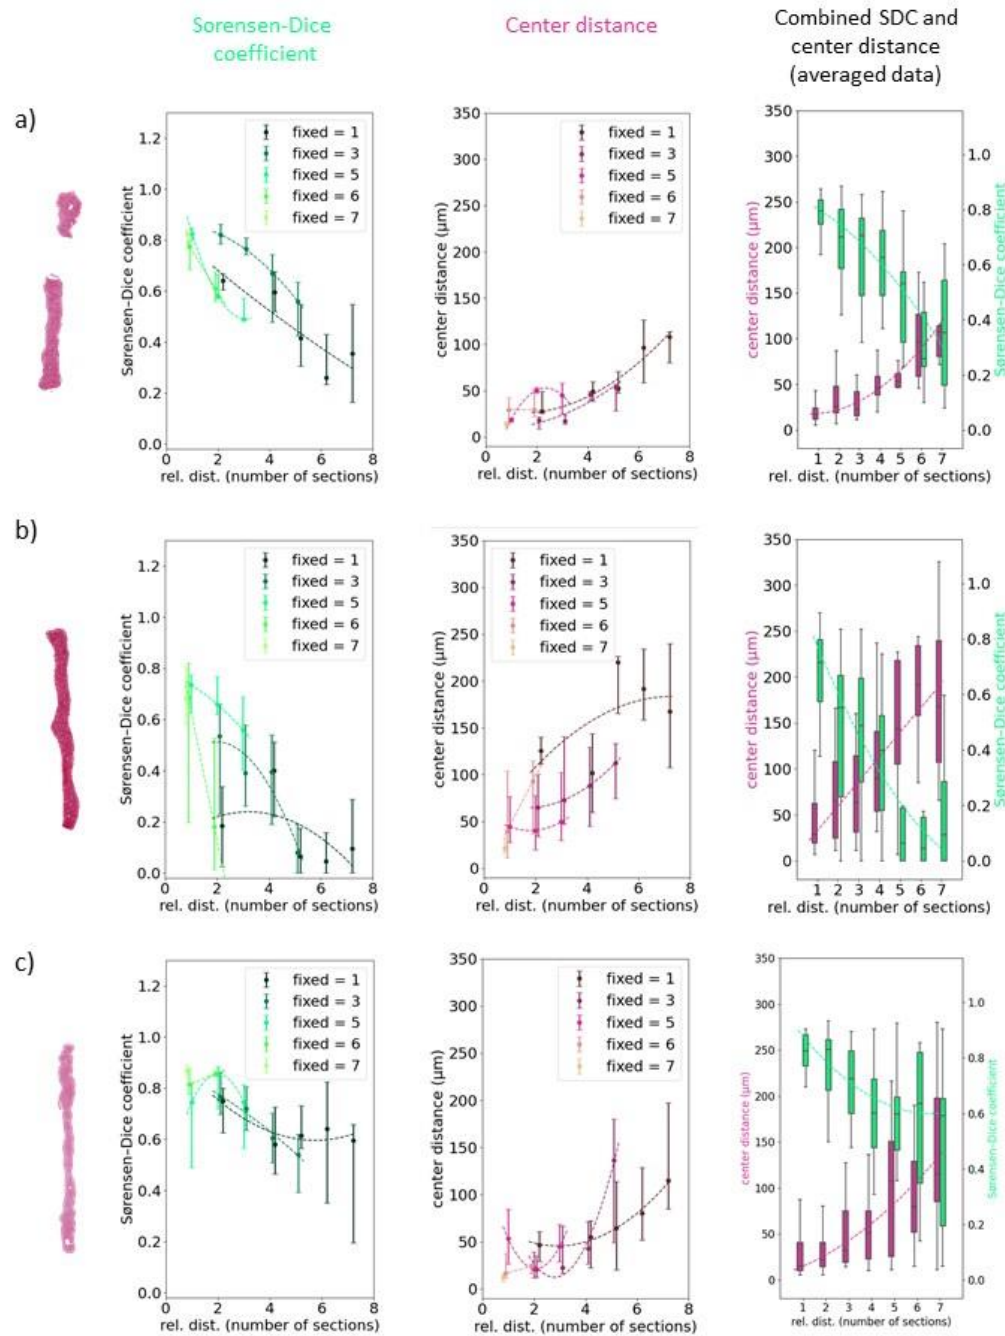 Sørensen-Dice
coefficient
Center distance
Combined SDC and
center distance
(averaged data)
a)
Sørensen–Dice coefficient
1.2
1.0
0.8
0.6
0.4
0.2
0.0
fixed = 1
fixed = 3
fixed = 5
fixed = 6
fixed = 7
0 2 4 6 8
rel. dist. (number of sections)
center distance (µm)
350
300
250
200
150
100
50
0
fixed = 1
fixed = 3
fixed = 5
fixed = 6
fixed = 7
0 2 4 6 8
rel. dist. (number of sections)
center distance (µm)
350
300
250
200
150
100
50
0
1 2 3 4 5 6 7
rel. dist. (number of sections)
1.0
0.8
0.6
0.4
0.2
0.0
Sørensen–Dice coefficient
b)
Sørensen–Dice coefficient
1.2
1.0
0.8
0.6
0.4
0.2
0.0
fixed = 1
fixed = 3
fixed = 5
fixed = 6
fixed = 7
0 2 4 6 8
rel. dist. (number of sections)
center distance (µm)
350
300
250
200
150
100
50
0
fixed = 1
fixed = 3
fixed = 5
fixed = 6
fixed = 7
0 2 4 6 8
rel. dist. (number of sections)
center distance (µm)
350
300
250
200
150
100
50
0
1 2 3 4 5 6 7
rel. dist. (number of sections)
1.0
0.8
0.6
0.4
0.2
0.0
Sørensen–Dice coefficient
c)
Sørensen–Dice coefficient
1.2
1.0
0.8
0.6
0.4
0.2
0.0
fixed = 1
fixed = 3
fixed = 5
fixed = 6
fixed = 7
0 2 4 6 8
rel. dist. (number of sections)
center distance (µm)
350
300
250
200
150
100
50
0
fixed = 1
fixed = 3
fixed = 5
fixed = 6
fixed = 7
0 2 4 6 8
rel. dist. (number of sections)
center distance (µm)
350
300
250
200
150
100
50
0
1 2 3 4 5 6 7
rel. dist. (number of sections)
1.0
0.8
0.6
0.4
0.2
0.0
Sørensen–Dice coefficient